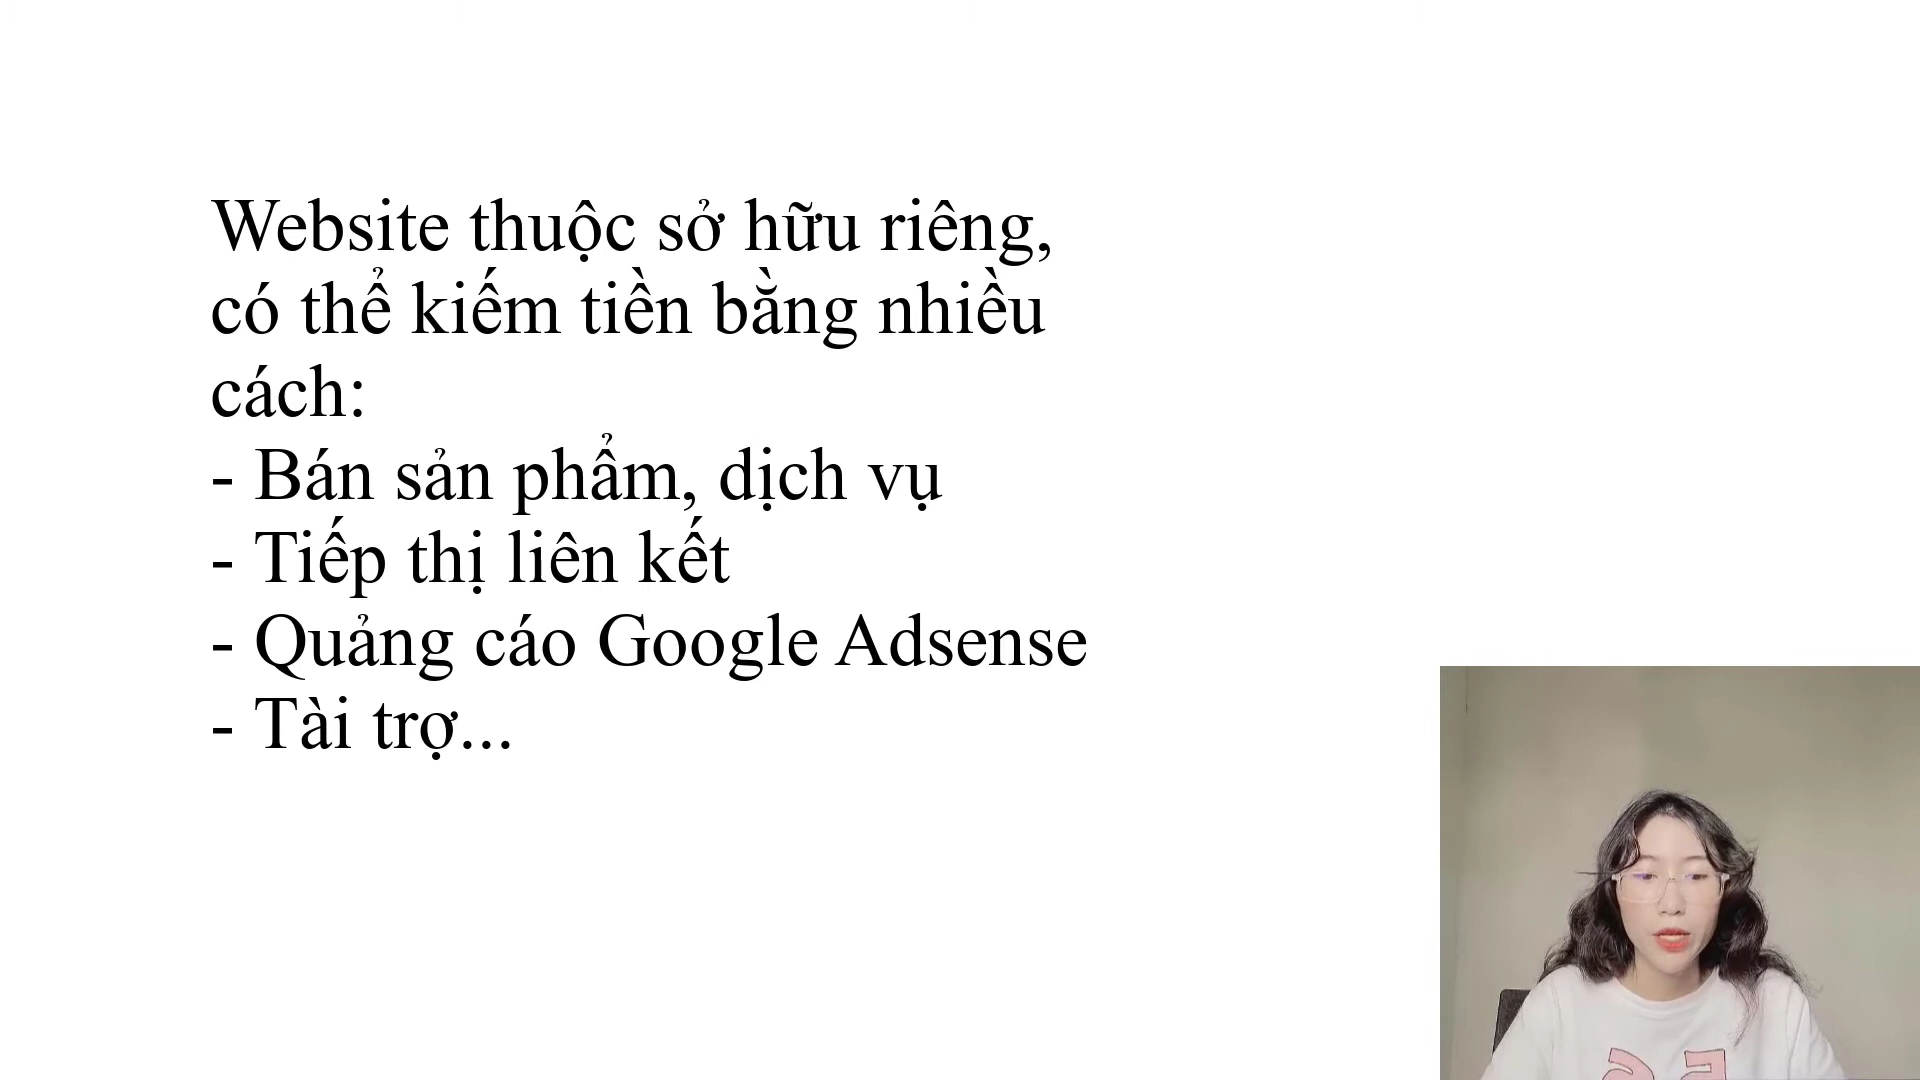 Website thuộc sở hữu riêng,
có thể kiếm tiền bằng nhiều
cách:
- Bán sản phẩm, dịch vụ
- Tiếp thị liên kết
- Quảng cáo Google Adsense
- Tài trợ...